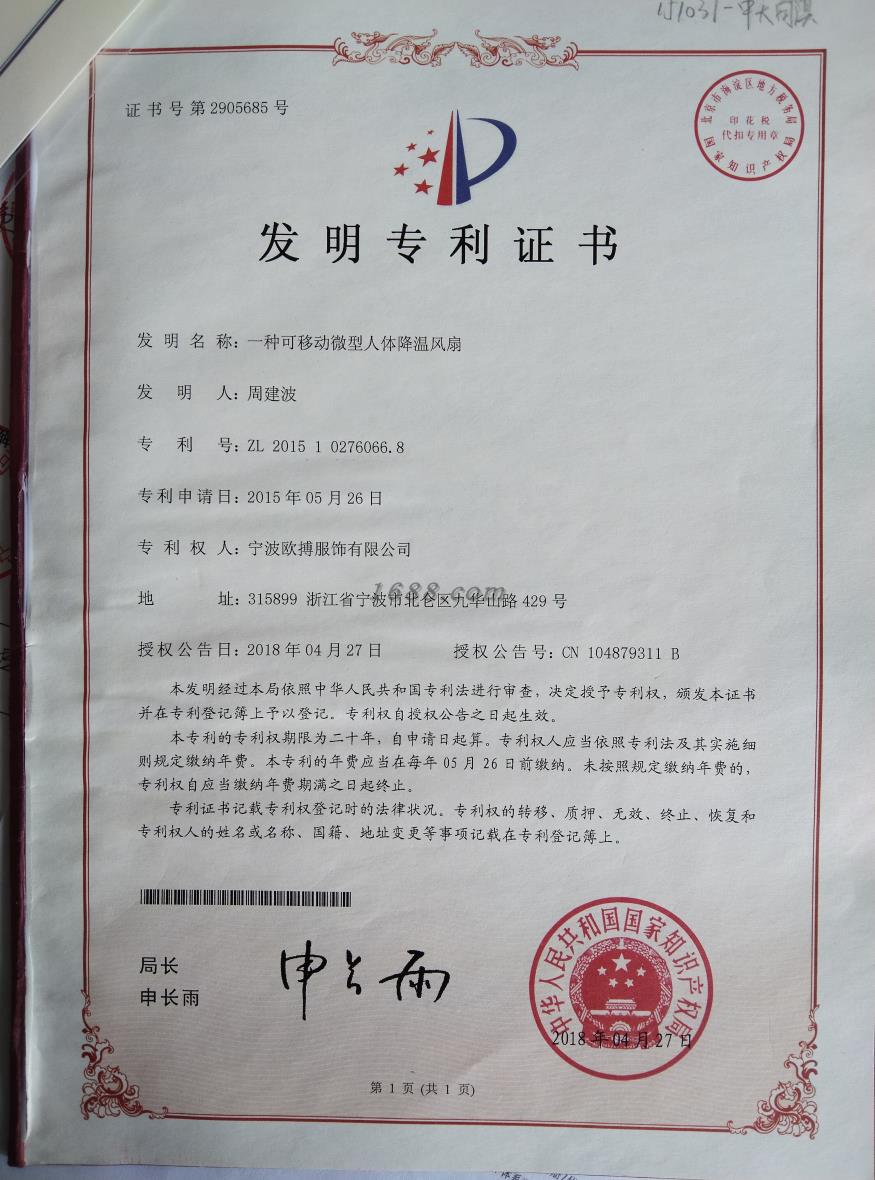 证书号第2905685号
北京市海淀区地方税务局
印花税
代扣专用章
国家知识产权局
发明专利证书
发明名称：一种可移动微型人体降温风扇
发明人：周建波
专利号：ZL 2015 1 0276066.8
专利申请日：2015年05月26日
专利权人：宁波欧搏服饰有限公司
1688.com
地址：315899 浙江省宁波市北仑区九华山路429号
授权公告日：2018年04月27日 授权公告号：CN 104879311 B
本发明经过本局依照中华人民共和国专利法进行审查，决定授予专利权，颁发本证书
并在专利登记簿上予以登记。专利权自授权公告之日起生效。
本专利的专利权期限为二十年，自申请日起算。专利权人应当依照专利法及其实施细
则规定缴纳年费。本专利的年费应当在每年05月26日前缴纳。未按照规定缴纳年费的，
专利权自应当缴纳年费期满之日起终止。
专利证书记载专利权登记时的法律状况。专利权的转移、质押、无效、终止、恢复和
专利权人的姓名或名称、国籍、地址变更等事项记载在专利登记簿上。
局长
申长雨
申长雨
中华人民共和国国家知识产权局
2018年04月27日
第1页(共1页)